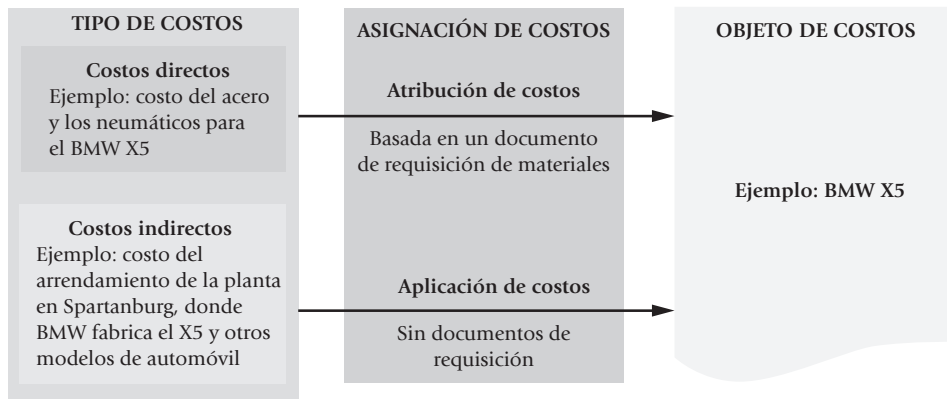 TIPO DE COSTOS
Costos directos
Ejemplo: costo del acero
y los neumáticos para
el BMW X5
Costos indirectos
Ejemplo: costo del
arrendamiento de la planta
en Spartanburg, donde
BMW fabrica el X5 y otros
modelos de automóvil
ASIGNACIÓN DE COSTOS
Atribución de costos
Basada en un documento
de requisición de materiales
Aplicación de costos
Sin documentos de
requisición
OBJETO DE COSTOS
Ejemplo: BMW X5